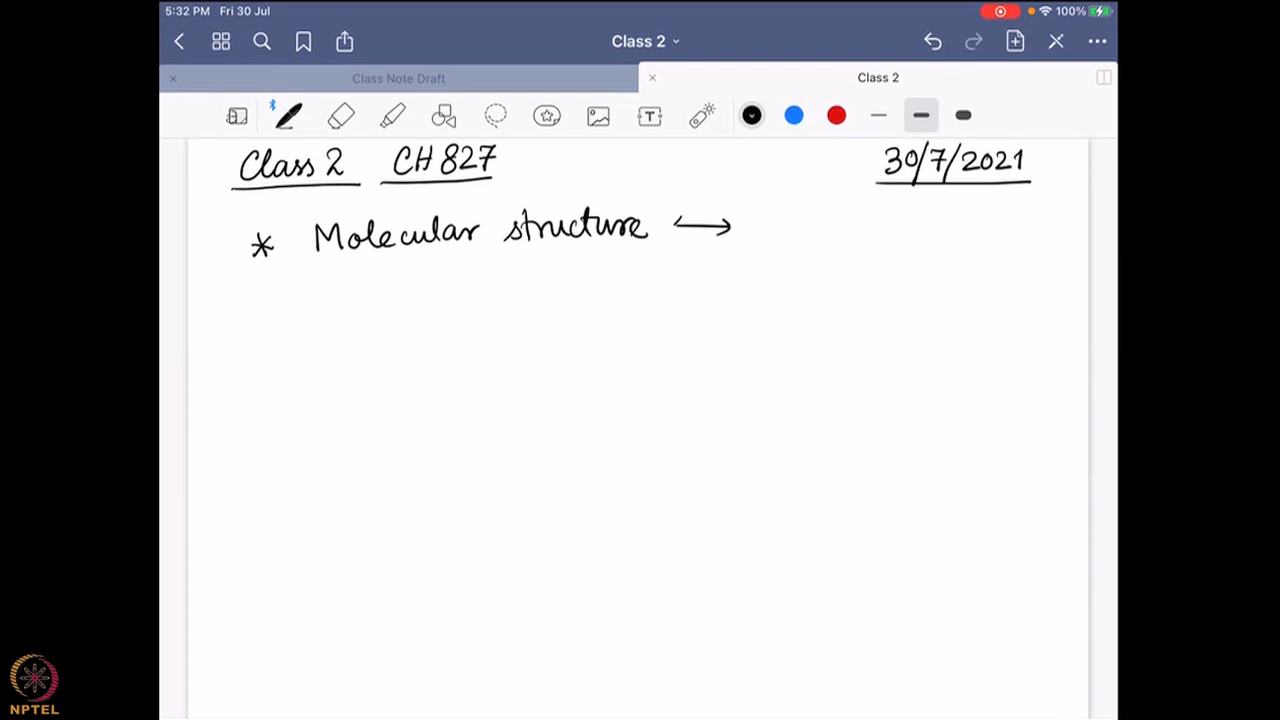 5:32 PM Fri 30 Jul 100%
Class 2
Class Note Draft Class 2
T
Class 2 CH 827 30/7/2021
* Molecular structure ⟷
NPTEL